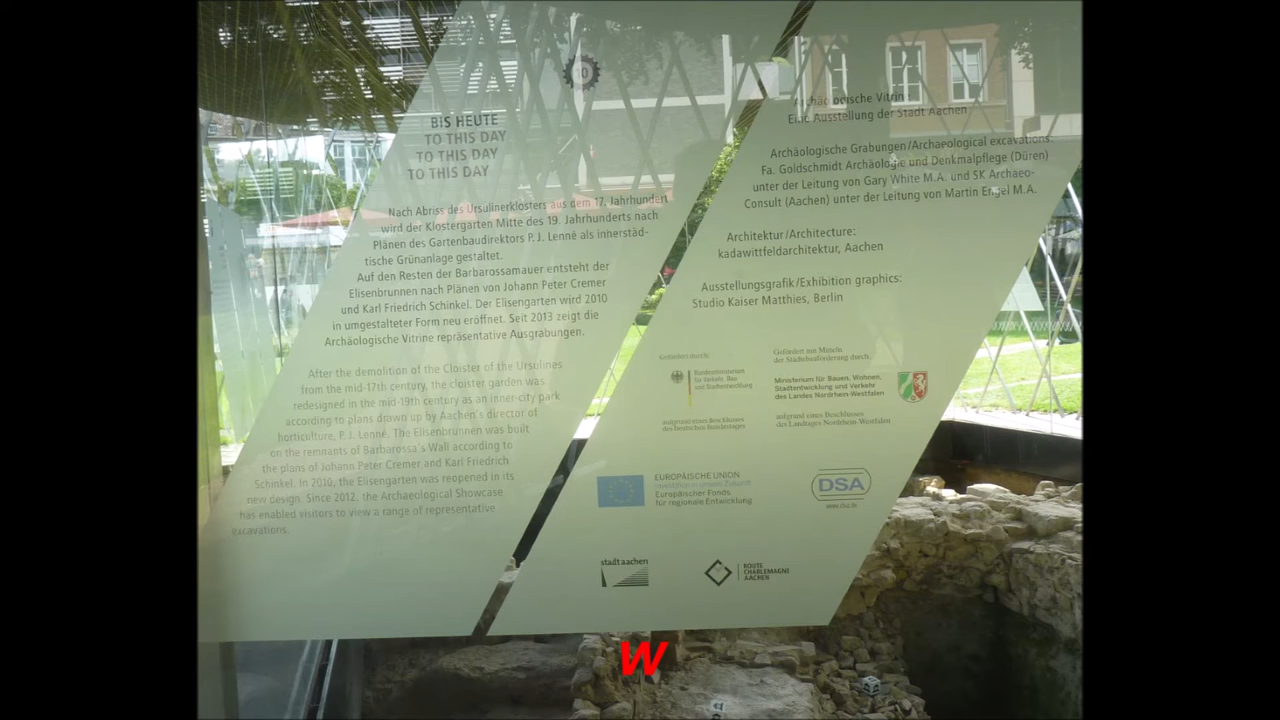 10
BIS HEUTE
TO THIS DAY
TO THIS DAY
TO THIS DAY
Nach Abriss des Ursulinerklosters aus dem 17. Jahrhundert
wird der Klostergarten Mitte des 19. Jahrhunderts nach
Plänen des Gartenbaudirektors P. J. Lenné als innerstäd-
tische Grünanlage gestaltet.
Auf den Resten der Barbarossamauer entsteht der
Elisenbrunnen nach Plänen von Johann Peter Cremer
und Karl Friedrich Schinkel. Der Elisengarten wird 2010
in umgestalteter Form neu eröffnet. Seit 2013 zeigt die
Archäologische Vitrine repräsentative Ausgrabungen.
After the demolition of the Cloister of the Ursulines
from the mid-17th century, the cloister garden was
redesigned in the mid-19th century as an inner-city park
according to plans drawn up by Aachen's director of
horticulture, P. J. Lenné. The Elisenbrunnen was built
on the remnants of Barbarossa's Wall according to
the plans of Johann Peter Cremer and Karl Friedrich
Schinkel. In 2010, the Elisengarten was reopened in its
new design. Since 2012, the Archaeological Showcase
has enabled visitors to view a range of representative
excavations.
Archäologische Vitrine
Eine Ausstellung der Stadt Aachen
Archäologische Grabungen/Archaeological excavations:
Fa. Goldschmidt Archäologie und Denkmalpflege (Düren)
unter der Leitung von Gary White M.A. und SK Archaeo-
Consult (Aachen) unter der Leitung von Martin Engel M.A.
Architektur/Architecture:
kadawittfeldarchitektur, Aachen
Ausstellungsgrafik/Exhibition graphics:
Studio Kaiser Matthies, Berlin
Gefördert durch:
Bundesministerium
für Verkehr, Bau
und Stadtentwicklung
aufgrund eines Beschlusses
des Deutschen Bundestages
Gefördert mit Mitteln
der Städtebauförderung durch:
Ministerium für Bauen, Wohnen,
Stadtentwicklung und Verkehr
des Landes Nordrhein Westfalen
aufgrund eines Beschlusses
des Landtages Nordrhein-Westfalen
EUROPÄISCHE UNION
Investition in unsere Zukunft
Europäischer Fonds
für regionale Entwicklung
DSA
www.dsa.de
stadt aachen
ROUTE
CHARLEMAGNE
AACHEN
W